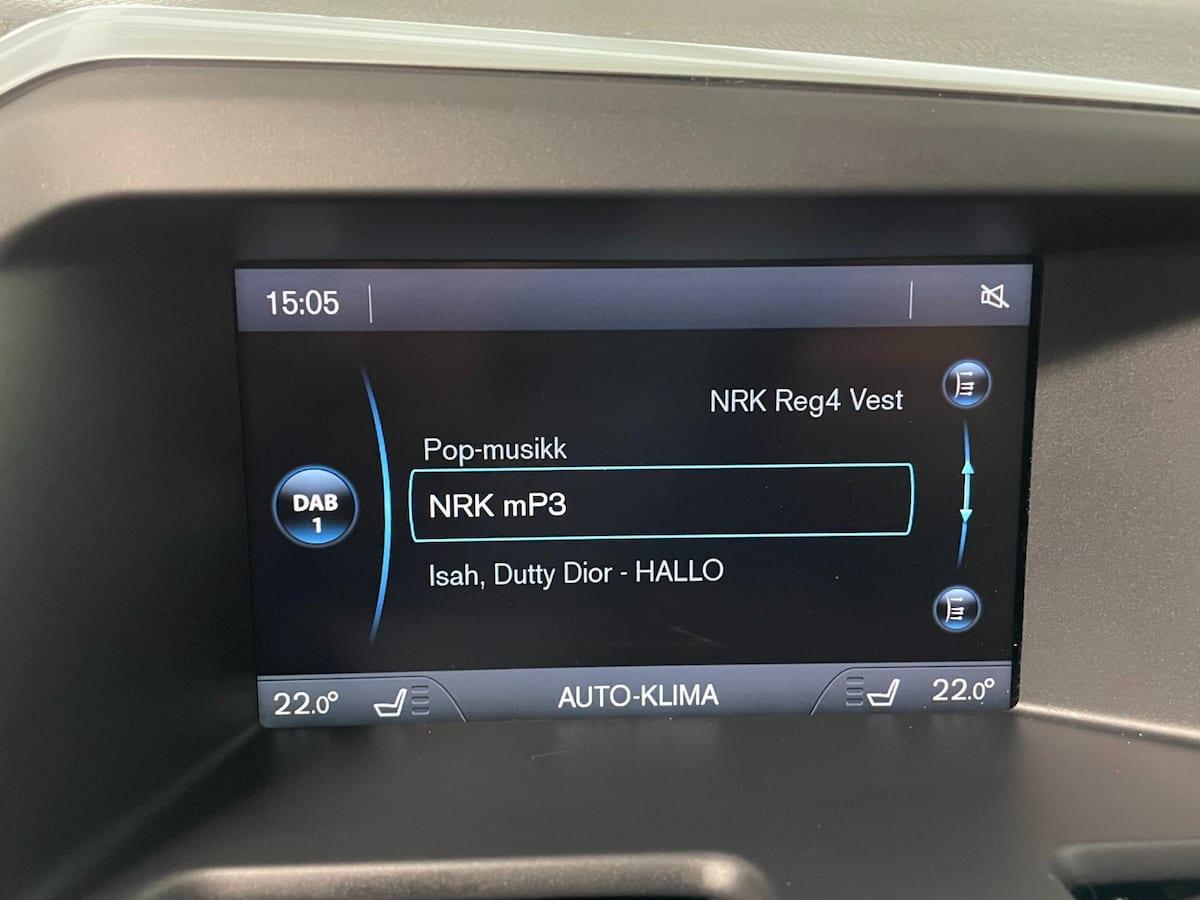 15:05
NRK Reg4 Vest
Pop-musikk
DAB
1
NRK mP3
Isah, Dutty Dior - HALLO
22.0°
AUTO-KLIMA
22.0°